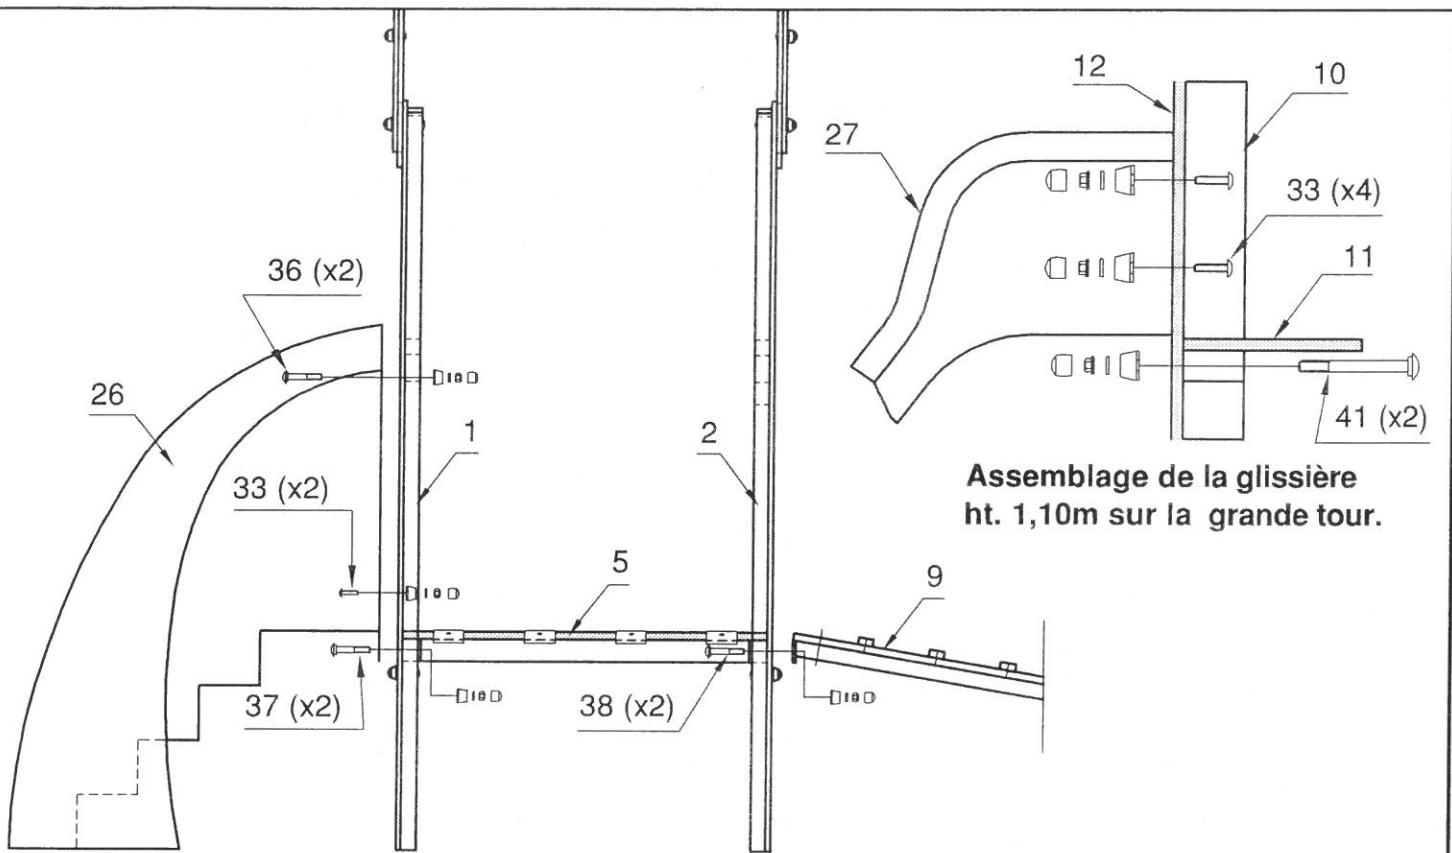 12
10
27
33 (x4)
11
36 (x2)
26
1
2
41 (x2)
Assemblage de la glissière
ht. 1,10m sur la grande tour.
33 (x2)
5
9
37 (x2)
38 (x2)